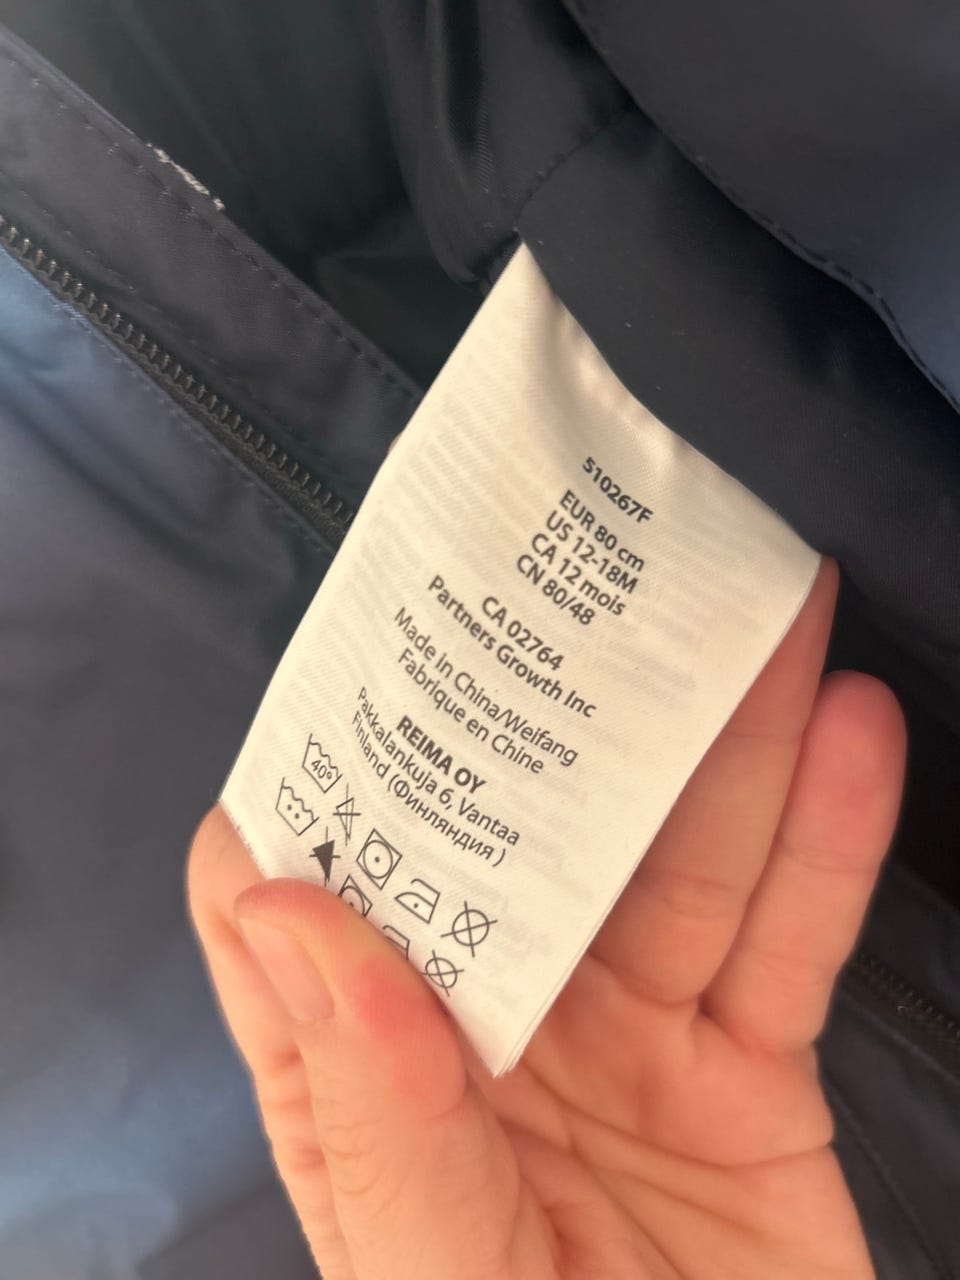 510267F
EUR 80 cm
US 12-18M
CA 12 mois
CN 80/48
CA 02764
Partners Growth Inc
Made in China/Weifang
Fabrique en Chine
REIMA OY
Pakkalankuja 6, Vantaa
Finland (Финляндия )
40°